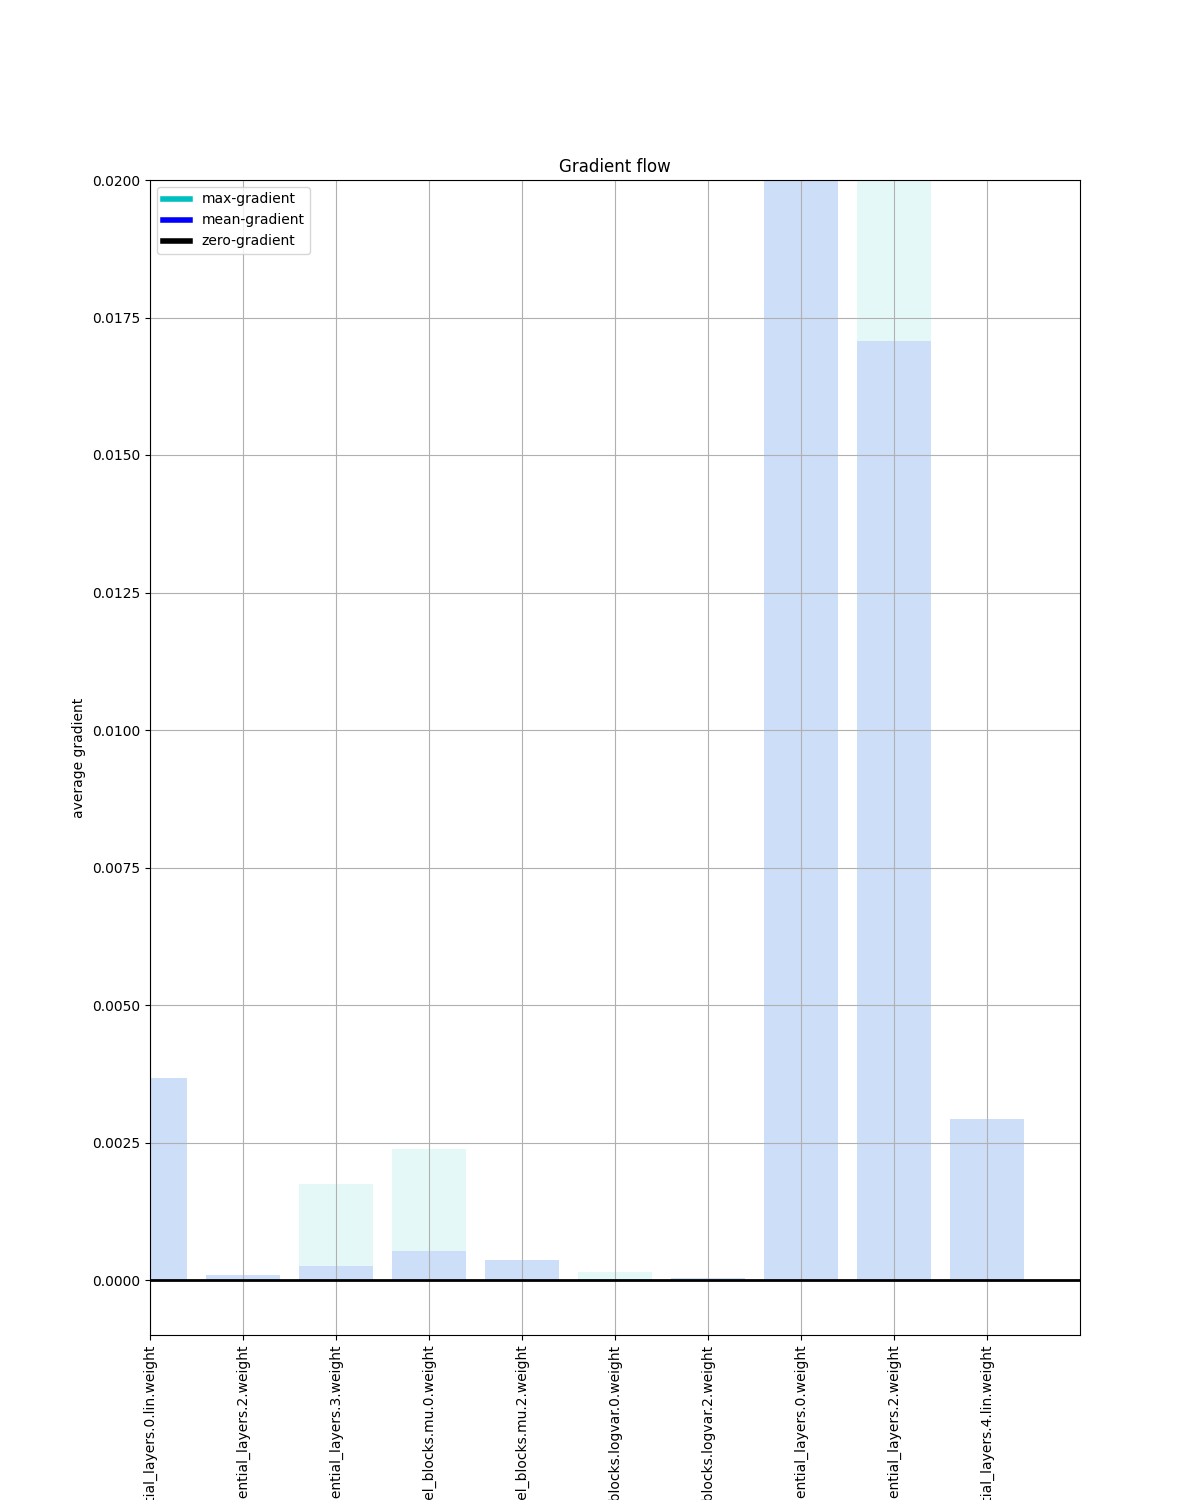 Gradient flow
max-gradient
mean-gradient
zero-gradient
0.0200
0.0175
0.0150
0.0125
0.0100
0.0075
0.0050
0.0025
0.0000
average gradient
tial_layers.0.lin.weight
ential_layers.2.weight
ential_layers.3.weight
el_blocks.mu.0.weight
el_blocks.mu.2.weight
blocks.logvar.0.weight
blocks.logvar.2.weight
ential_layers.0.weight
ential_layers.2.weight
tial_layers.4.lin.weight